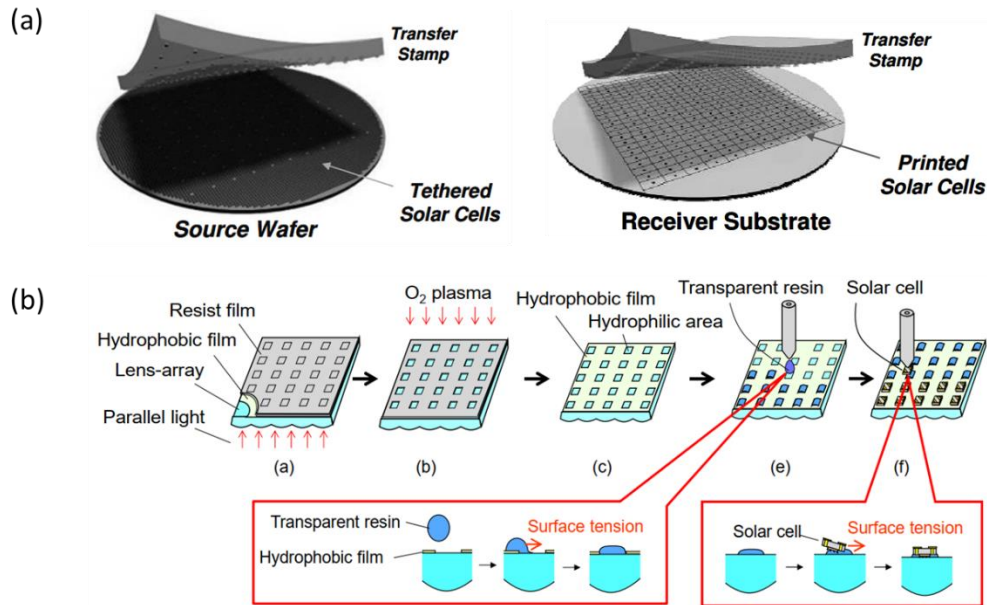 (a)
Transfer
Stamp
Tethered
Solar Cells
Source Wafer
Transfer
Stamp
Printed
Solar Cells
Receiver Substrate
(b)
Resist film
Hydrophobic film
Lens-array
Parallel light
(a)
O2 plasma
(b)
Hydrophobic film
Hydrophilic area
(c)
Transparent resin
(e)
Solar cell
(f)
Transparent resin
Hydrophobic film
Surface tension
Solar cell
Surface tension